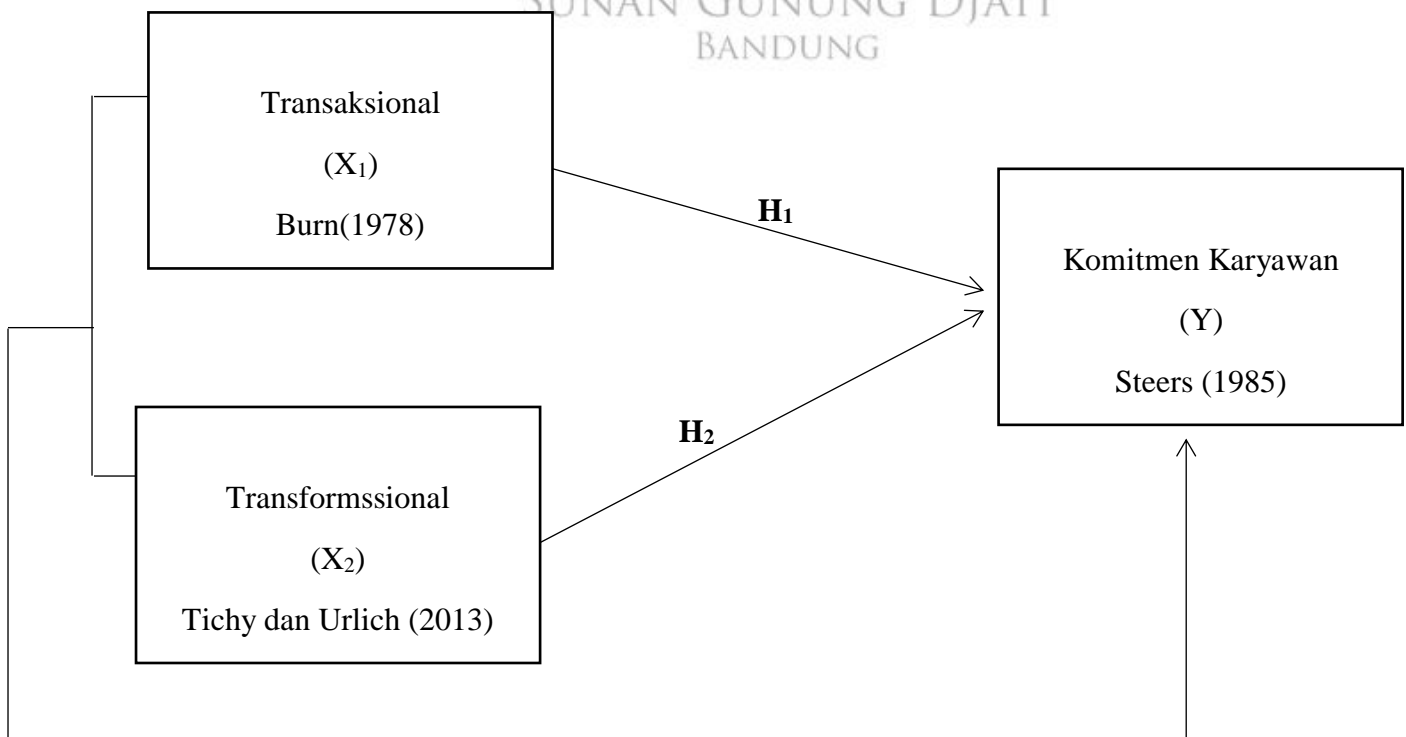 SUNAN GUNUNG DJATI
BANDUNG
Transaksional
(X₁)
Burn(1978)
H₁
Komitmen Karyawan
(Y)
Steers (1985)
H₂
Transformssional
(X₂)
Tichy dan Urlich (2013)